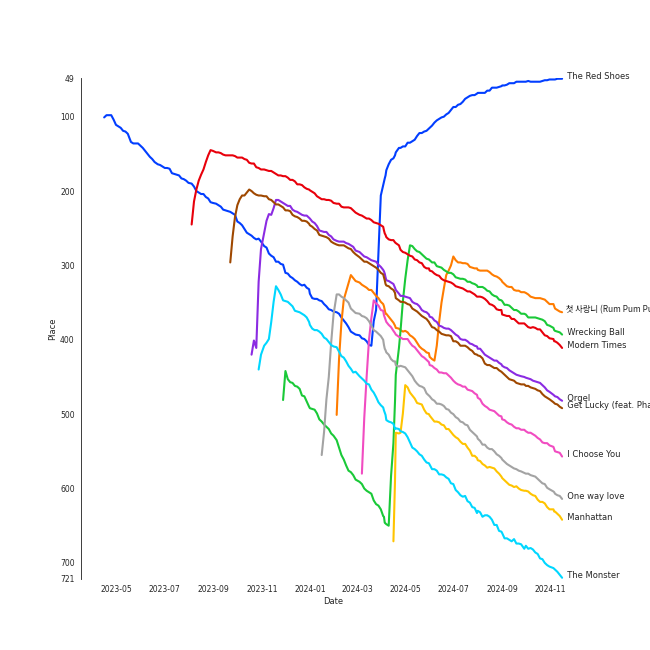 49
100
200
300
400
500
600
700
721
Place
2023-05 2023-07 2023-09 2023-11 2024-01 2024-03 2024-05 2024-07 2024-09 2024-11
Date
The Red Shoes
첫 사랑니 (Rum Pum Pu
Wrecking Ball
Modern Times
Orgel
Get Lucky (feat. Pha
I Choose You
One way love
Manhattan
The Monster